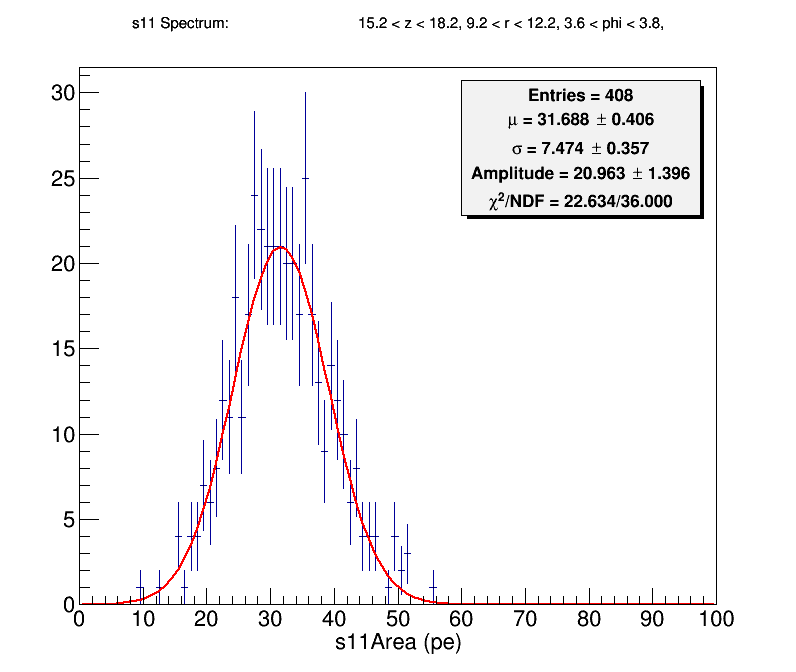 s11 Spectrum: 15.2 < z < 18.2, 9.2 < r < 12.2, 3.6 < phi < 3.8,
Entries = 408
μ = 31.688 ± 0.406
σ = 7.474 ± 0.357
Amplitude = 20.963 ± 1.396
χ²/NDF = 22.634/36.000
30
25
20
15
10
5
0
0 10 20 30 40 50 60 70 80 90 100
s11Area (pe)